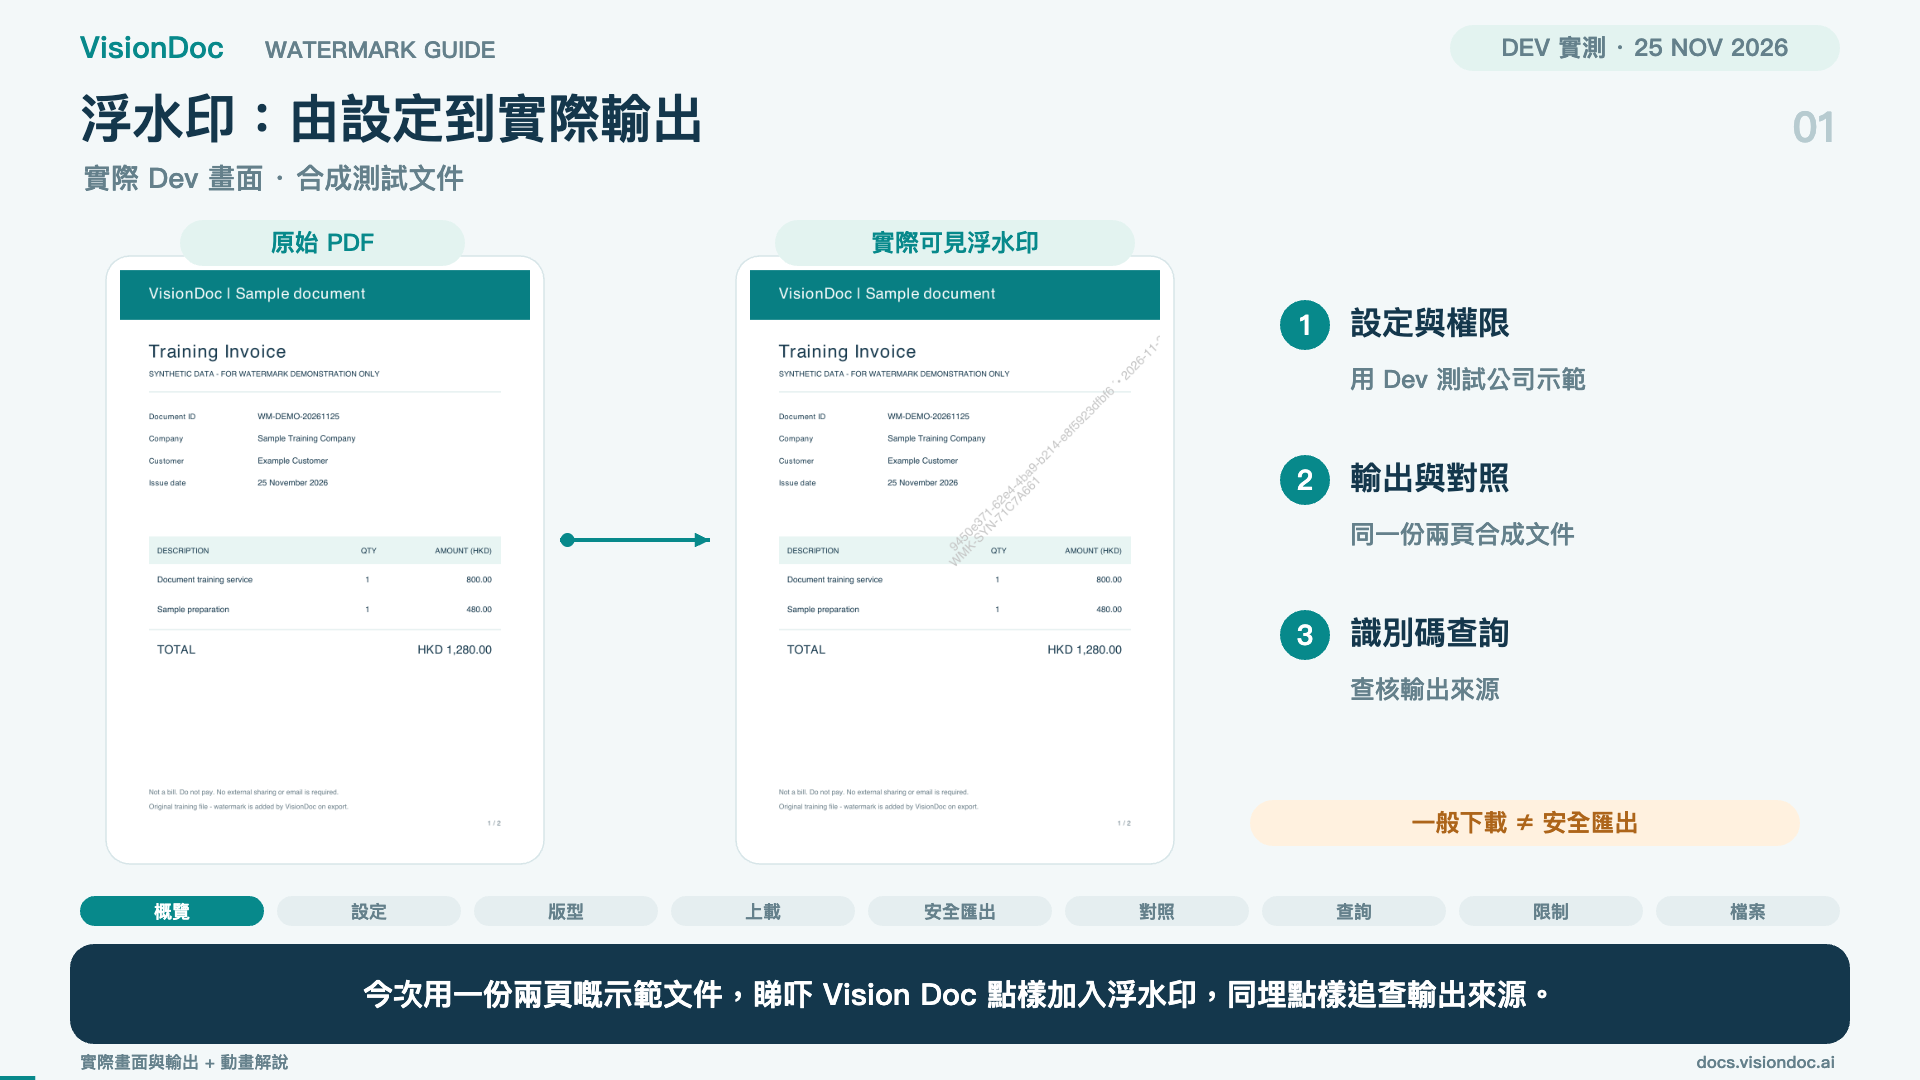 VisionDoc WATERMARK GUIDE
DEV 實測 · 25 NOV 2026
浮水印：由設定到實際輸出
01
實際 Dev 畫面 · 合成測試文件
原始 PDF
VisionDoc | Sample document
Training Invoice
SYNTHETIC DATA - FOR WATERMARK DEMONSTRATION ONLY
Document ID WM-DEMO-20261125
Company Sample Training Company
Customer Example Customer
Issue date 25 November 2026
DESCRIPTION QTY AMOUNT (HKD)
Document training service 1 800.00
Sample preparation 1 480.00
TOTAL HKD 1,280.00
Not a bill. Do not pay. No external sharing or email is required.
Original training file - watermark is added by VisionDoc on export.
1 / 2
實際可見浮水印
VisionDoc | Sample document
Training Invoice
SYNTHETIC DATA - FOR WATERMARK DEMONSTRATION ONLY
Document ID WM-DEMO-20261125
Company Sample Training Company
Customer Example Customer
Issue date 25 November 2026
9450e371-62e4-4ba9-b214-e8f5923dfbf6 • 2026-11-
WMK-SYN-71C7A661
DESCRIPTION QTY AMOUNT (HKD)
Document training service 1 800.00
Sample preparation 1 480.00
TOTAL HKD 1,280.00
Not a bill. Do not pay. No external sharing or email is required.
Original training file - watermark is added by VisionDoc on export.
1 / 2
1 設定與權限
用 Dev 測試公司示範
2 輸出與對照
同一份兩頁合成文件
3 識別碼查詢
查核輸出來源
一般下載 ≠ 安全匯出
概覽 設定 版型 上載 安全匯出 對照 查詢 限制 檔案
今次用一份兩頁嘅示範文件，睇吓 Vision Doc 點樣加入浮水印，同埋點樣追查輸出來源。
實際畫面與輸出 + 動畫解說
docs.visiondoc.ai